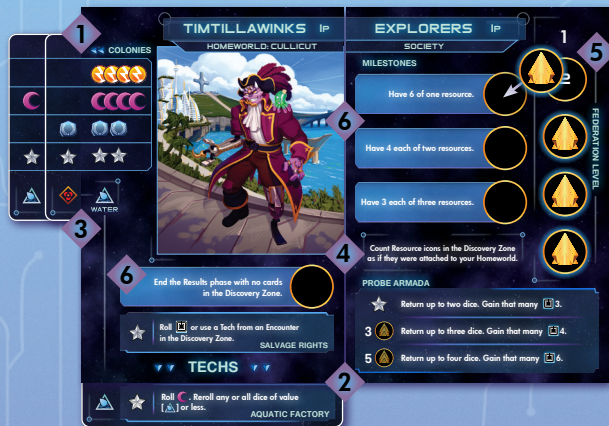 1
COLONIES
WATER
3
TIMTILLAWINKS 1P
HOMEWORLD: CULLICUT
6
End the Results phase with no cards
in the Discovery Zone.
Roll or use a Tech from an Encounter
in the Discovery Zone.
SALVAGE RIGHTS
TECHS
2
Roll . Reroll any or all dice of value
[ ] or less.
AQUATIC FACTORY
EXPLORERS 1P
SOCIETY
MILESTONES
6
Have 6 of one resource.
Have 4 each of two resources.
Have 3 each of three resources.
1
2
5
FEDERATION LEVEL
4
Count Resource icons in the Discovery Zone
as if they were attached to your Homeworld.
PROBE ARMADA
Return up to two dice. Gain that many 3.
3 Return up to three dice. Gain that many 4.
5 Return up to four dice. Gain that many 6.